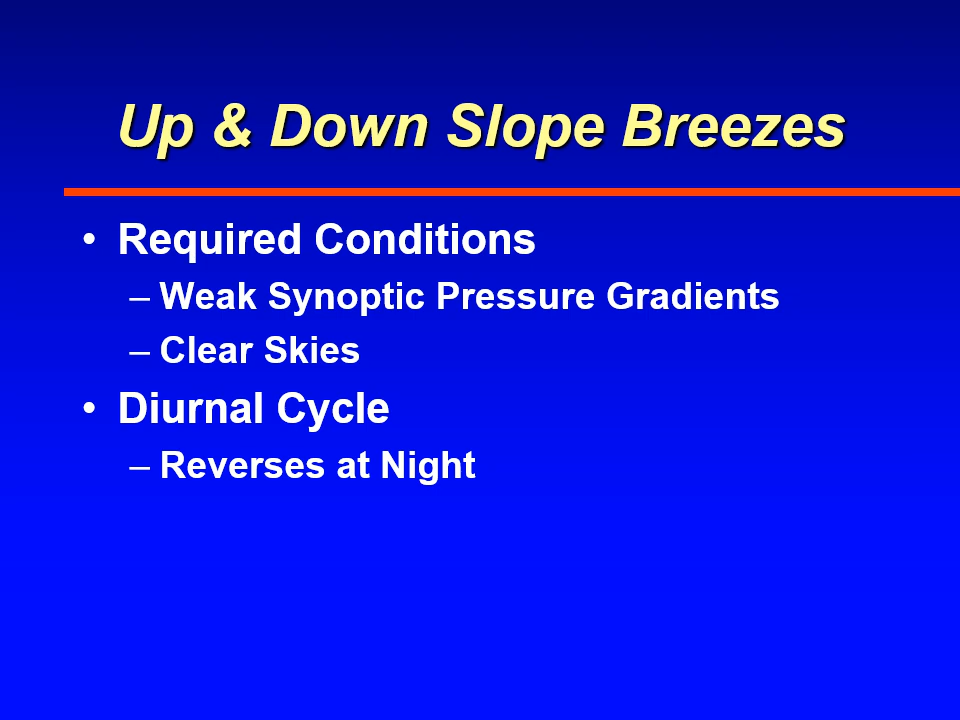 Up & Down Slope Breezes
• Required Conditions
– Weak Synoptic Pressure Gradients
– Clear Skies
• Diurnal Cycle
– Reverses at Night